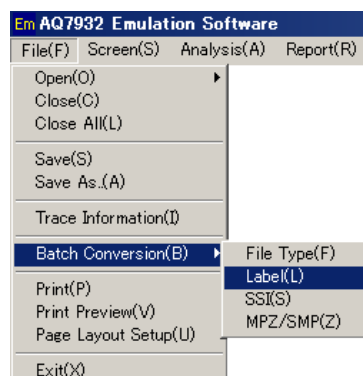 Em AQ7932 Emulation Software
File(F) Screen(S) Analysis(A) Report(R)
Open(O)
Close(C)
Close All(L)
Save(S)
Save As..(A)
Trace Information(I)
Batch Conversion(B)
File Type(F)
Label(L)
SSI(S)
MPZ/SMP(Z)
Print(P)
Print Preview(V)
Page Layout Setup(U)
Exit(X)